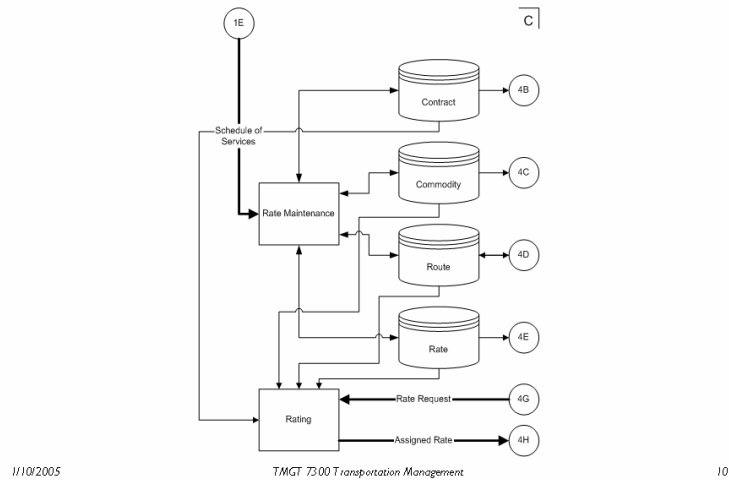 1E
C
Contract
4B
Schedule of
Services
Commodity
4C
Rate Maintenance
Route
4D
Rate
4E
Rating
Rate Request
4G
Assigned Rate
4H
1/10/2005
TMGT 7300 Transportation Management
10